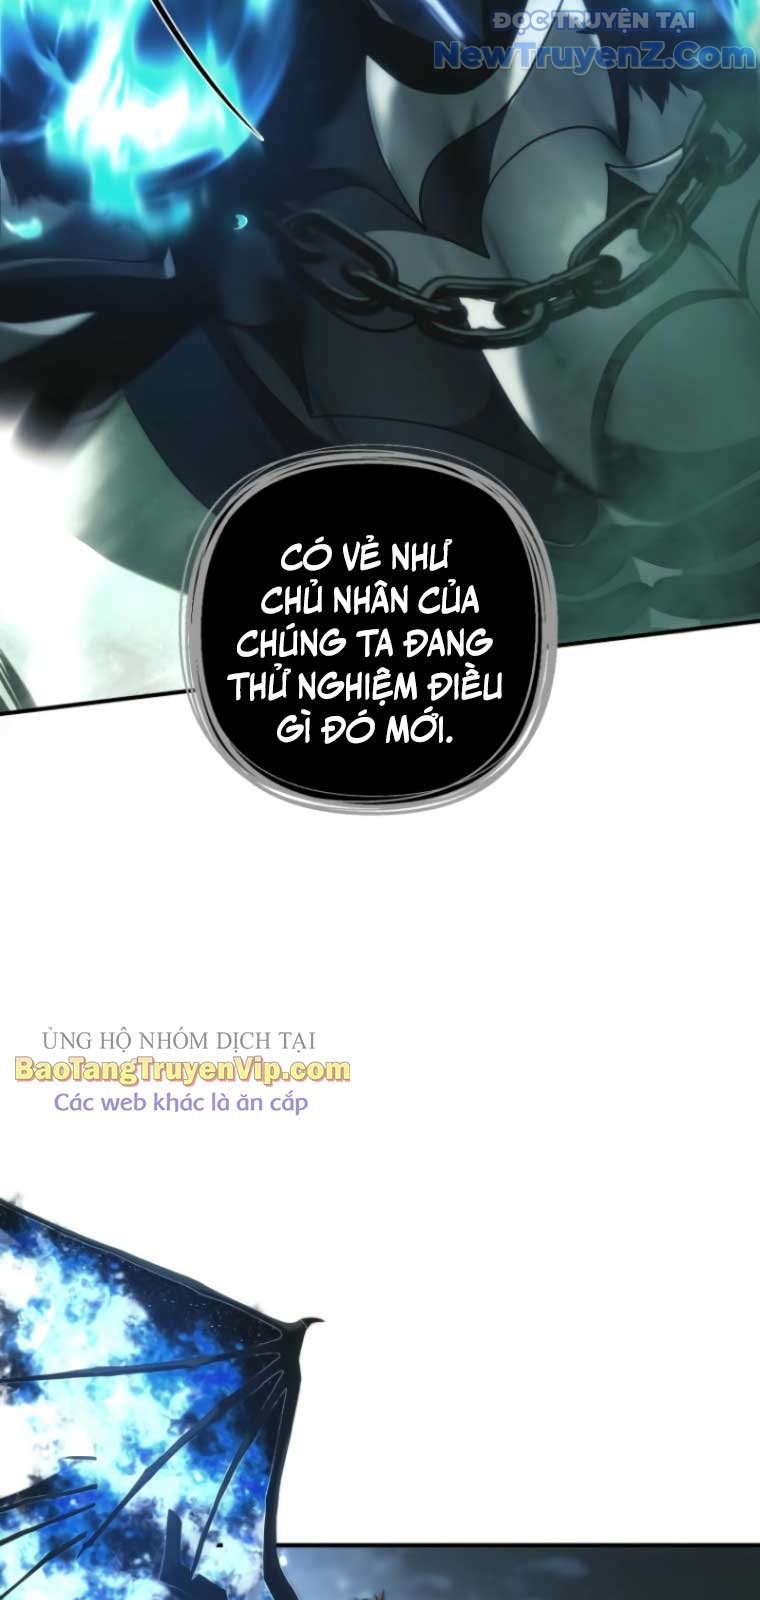 ĐỌC TRUYỆN TẠI
NewTruyenZ.Com
CÓ VẺ NHƯ
CHỦ NHÂN CỦA
CHÚNG TA ĐANG
THỬ NGHIỆM ĐIỀU
GÌ ĐÓ MỚI.
ỦNG HỘ NHÓM DỊCH TẠI
BaoTangTruyenVip.com
Các web khác là ăn cắp